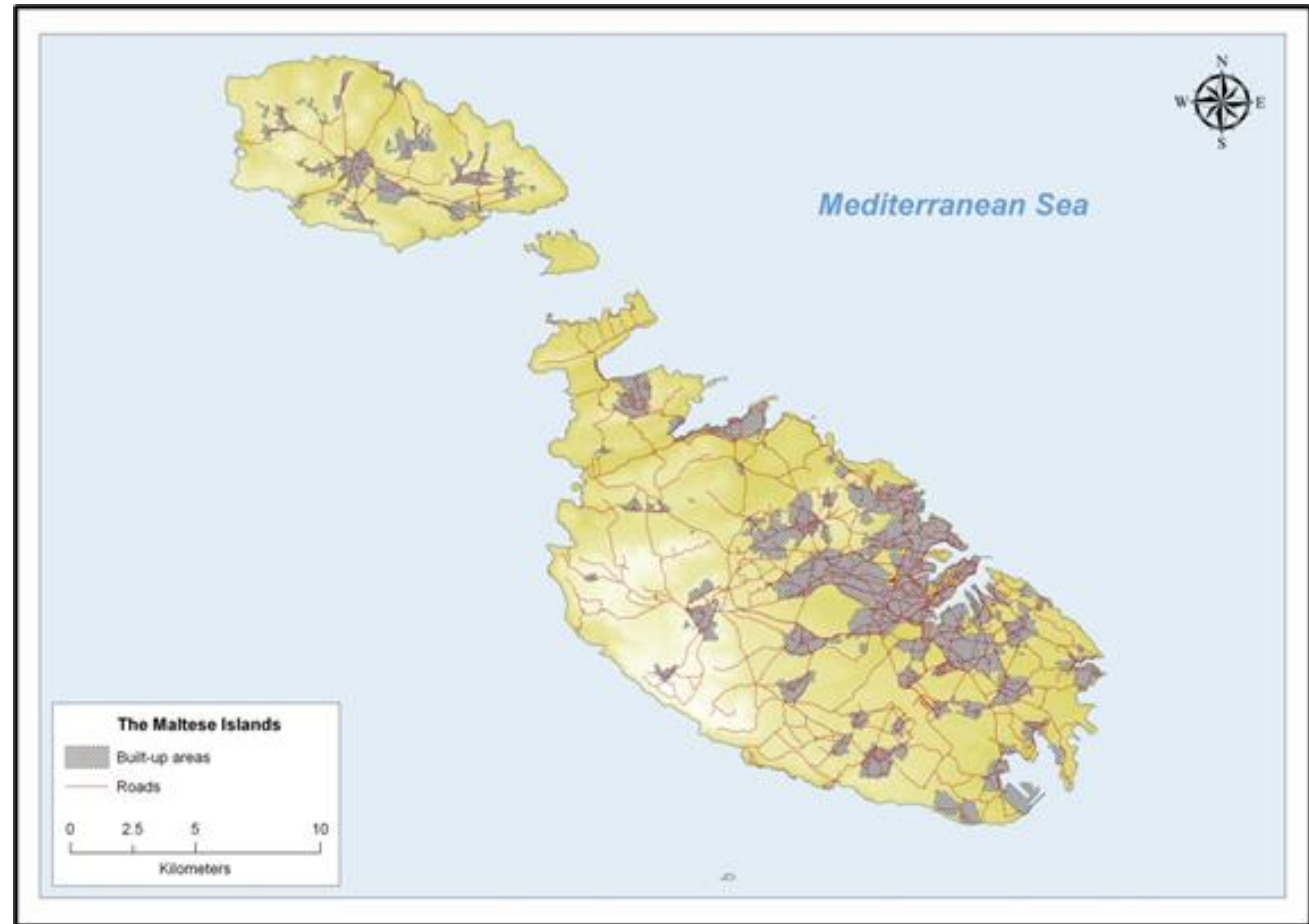 N
W E
S
Mediterranean Sea
The Maltese Islands
Built-up areas
Roads
0 2.5 5 10
Kilometers